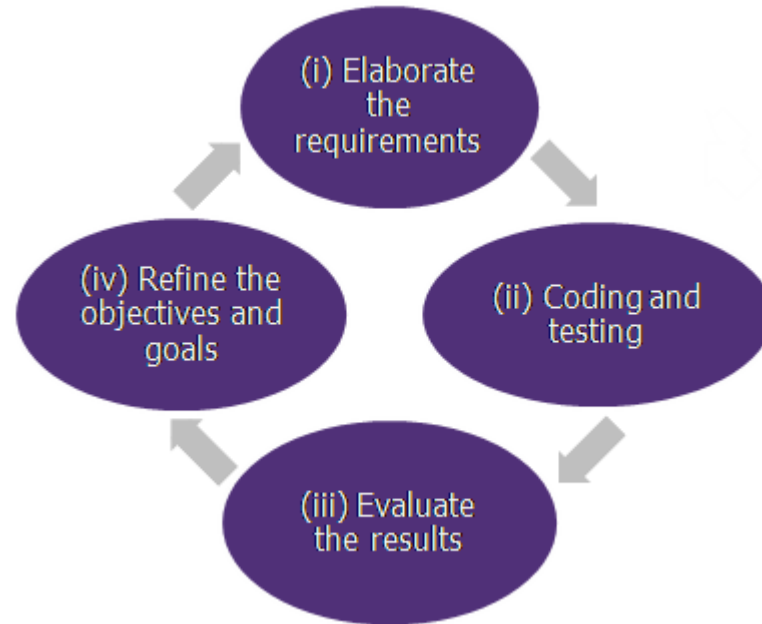 (i) Elaborate
the
requirements
(ii) Coding and
testing
(iii) Evaluate
the results
(iv) Refine the
objectives and
goals